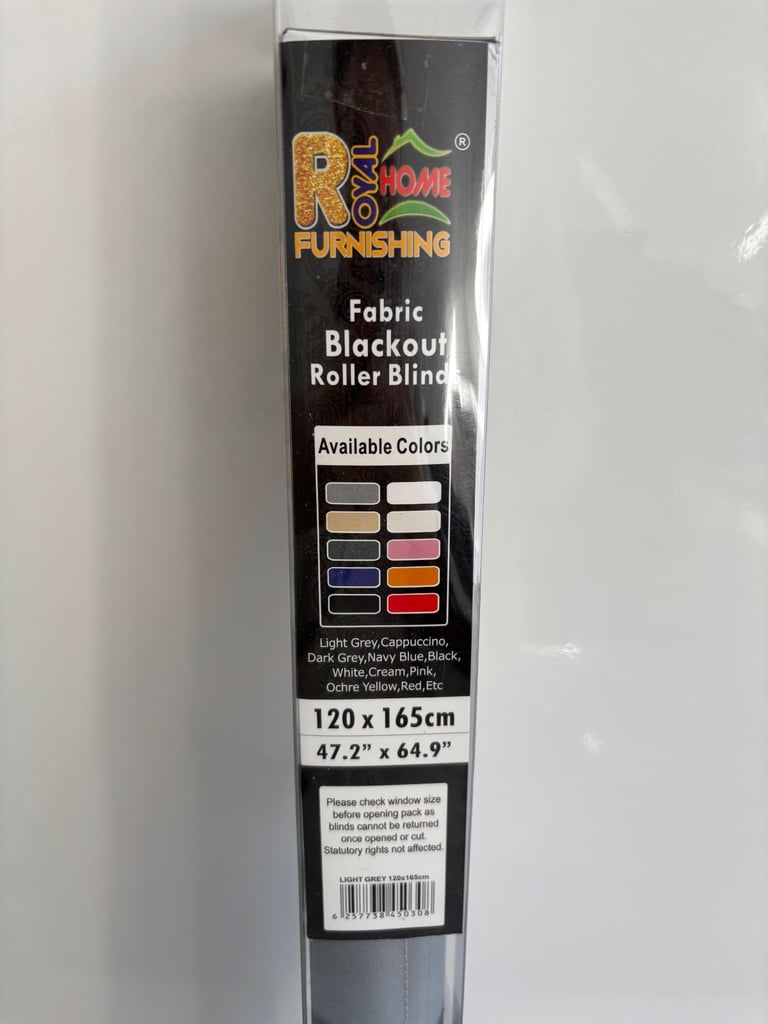 ROYAL HOME ®
FURNISHING
Fabric
Blackout
Roller Blinds
Available Colors
Light Grey,Cappuccino,
Dark Grey,Navy Blue,Black,
White,Cream,Pink,
Ochre Yellow,Red,Etc
120 x 165cm
47.2” x 64.9”
Please check window size
before opening pack as
blinds cannot be returned
once opened or cut.
Statutory rights not affected.
LIGHT GREY 120x165cm
6 257738 450308